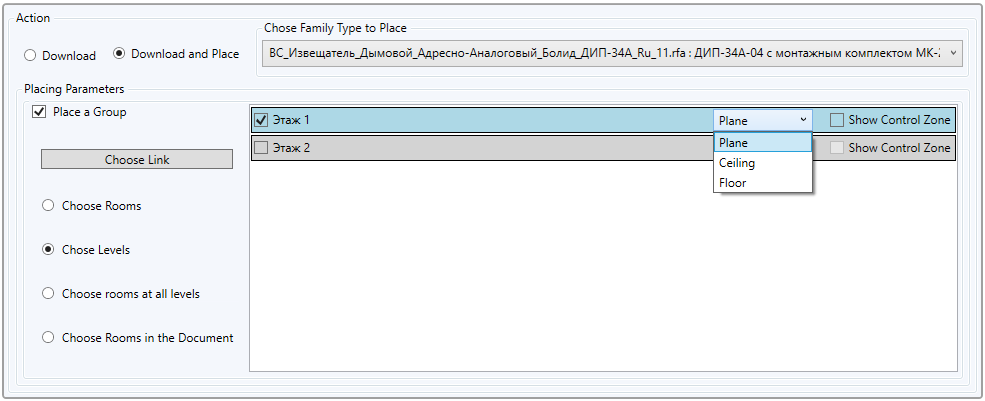 Action
Download
Download and Place
Chose Family Type to Place
ВС_Извещатель_Дымовой_Адресно-Аналоговый_Болид_ДИП-34А_Ru_11.rfa : ДИП-34А-04 с монтажным комплектом МК-2
Placing Parameters
Place a Group
Choose Link
Choose Rooms
Chose Levels
Choose rooms at all levels
Choose Rooms in the Document
Этаж 1
Plane
Show Control Zone
Этаж 2
Plane
Show Control Zone
Ceiling
Floor